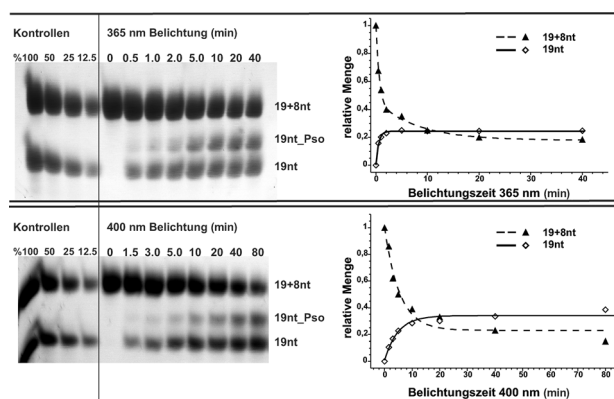 Kontrollen 365 nm Belichtung (min)
%100 50 25 12.5 0 0.5 1.0 2.0 5.0 10 20 40
19+8nt
19nt_Pso
19nt
relative Menge
1,0
0,8
0,6
0,4
0,2
0
0 10 20 30 40
Belichtungszeit 365 nm (min)
19+8nt
19nt
Kontrollen 400 nm Belichtung (min)
%100 50 25 12.5 0 1.5 3.0 5.0 10 20 40 80
19+8nt
19nt_Pso
19nt
relative Menge
1,0
0,8
0,6
0,4
0,2
0
0 10 20 30 40 50 60 70 80
Belichtungszeit 400 nm (min)
19+8nt
19nt